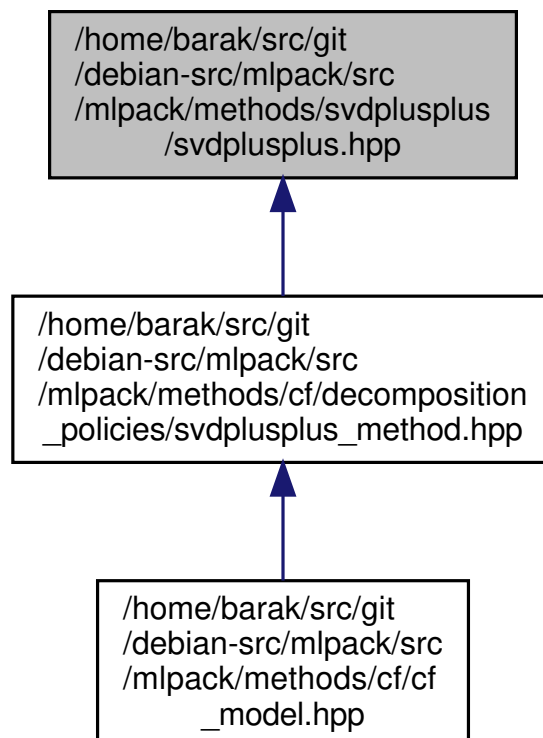 /home/barak/src/git
/debian-src/mlpack/src
/mlpack/methods/svdplusplus
/svdplusplus.hpp
/home/barak/src/git
/debian-src/mlpack/src
/mlpack/methods/cf/decomposition
_policies/svdplusplus_method.hpp
/home/barak/src/git
/debian-src/mlpack/src
/mlpack/methods/cf/cf
_model.hpp